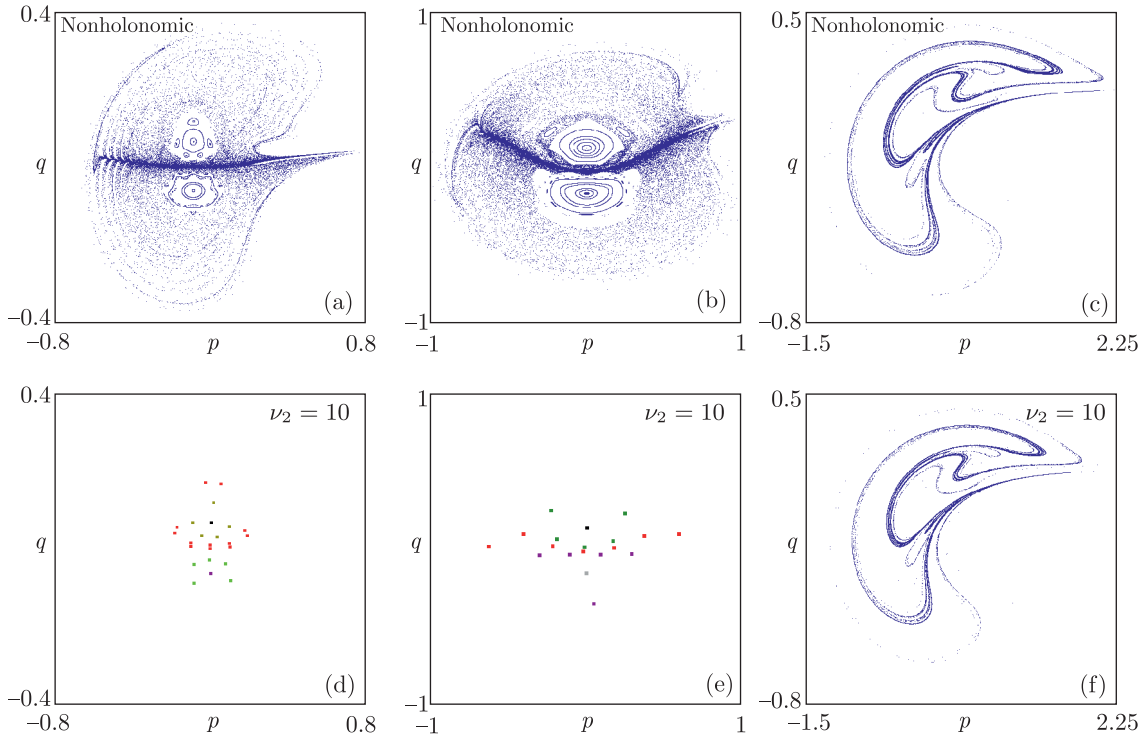 0.4
Nonholonomic
q
(a)
–0.4
–0.8
p
0.8
1
Nonholonomic
q
(b)
–1
–1
p
1
0.5
Nonholonomic
q
(c)
–0.8
–1.5
p
2.25
0.4
ν₂ = 10
q
(d)
–0.4
–0.8
p
0.8
1
ν₂ = 10
q
(e)
–1
–1
p
1
0.5
ν₂ = 10
q
(f)
–0.8
–1.5
p
2.25